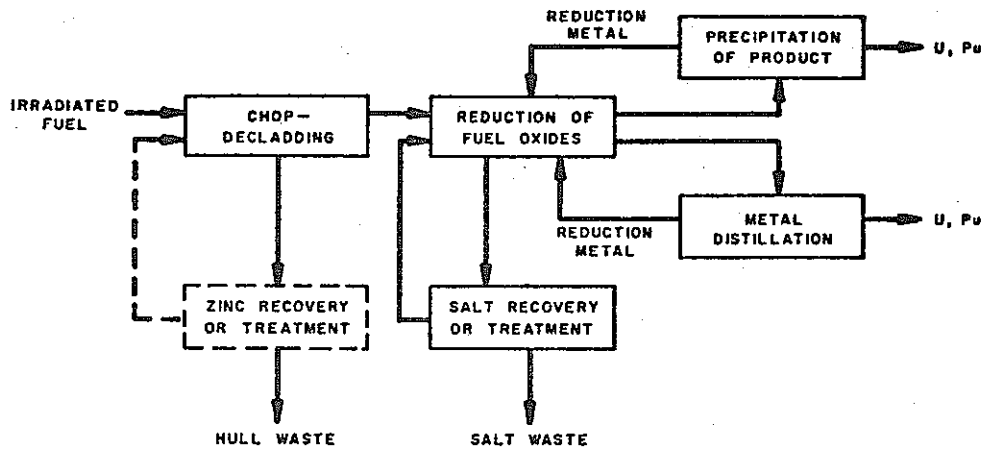 REDUCTION
METAL
PRECIPITATION
OF PRODUCT
U, Pu
IRRADIATED
FUEL
CHOP-
DECLADDING
REDUCTION OF
FUEL OXIDES
REDUCTION
METAL
METAL
DISTILLATION
U, Pu
ZINC RECOVERY
OR TREATMENT
SALT RECOVERY
OR TREATMENT
HULL WASTE
SALT WASTE